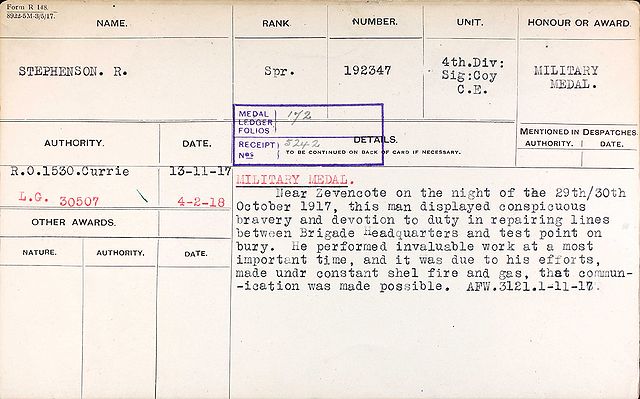 Form R 148.
8922-5M-3/5/17.
NAME.
RANK.
NUMBER.
UNIT.
HONOUR OR AWARD.
STEPHENSON. R.
Spr.
192347
4th.Div:
Sig:Coy
C.E.
MILITARY
MEDAL.
MEDAL
LEDGER
FOLIOS
172
RECEIPT
Nos
5242
DETAILS.
TO BE CONTINUED ON BACK OF CARD IF NECESSARY.
MENTIONED IN DESPATCHES
AUTHORITY. DATE.
AUTHORITY.
DATE.
R.O.1530.Currie
13-11-17
L.G. 30507
4-2-18
OTHER AWARDS.
NATURE.
AUTHORITY.
DATE.
MILITARY MEDAL.
Near Zevencote on the night of the 29th/30th
October 1917, this man displayed conspicuous
bravery and devotion to duty in repairing lines
between Brigade Headquarters and test point on
bury. He performed invaluable work at a most
important time, and it was due to his efforts,
made undr constant shel fire and gas, that commun-
-ication was made possible. AFW.3121.1-11-17.